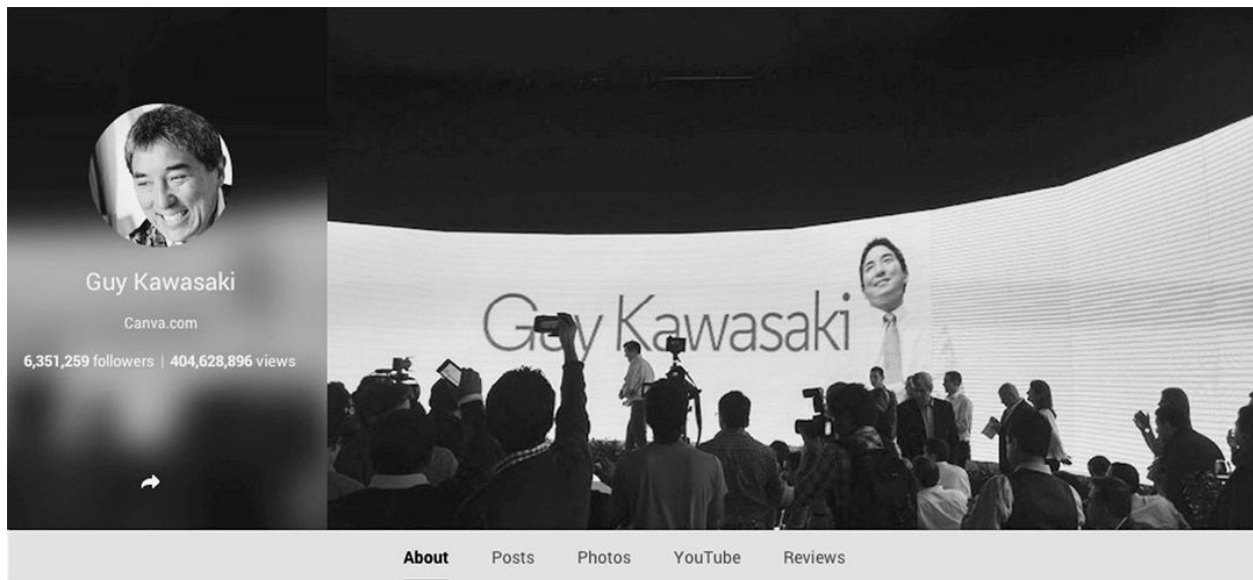 Guy Kawasaki
Canva.com
6,351,259 followers | 404,628,896 views
Guy Kawasaki
About Posts Photos YouTube Reviews